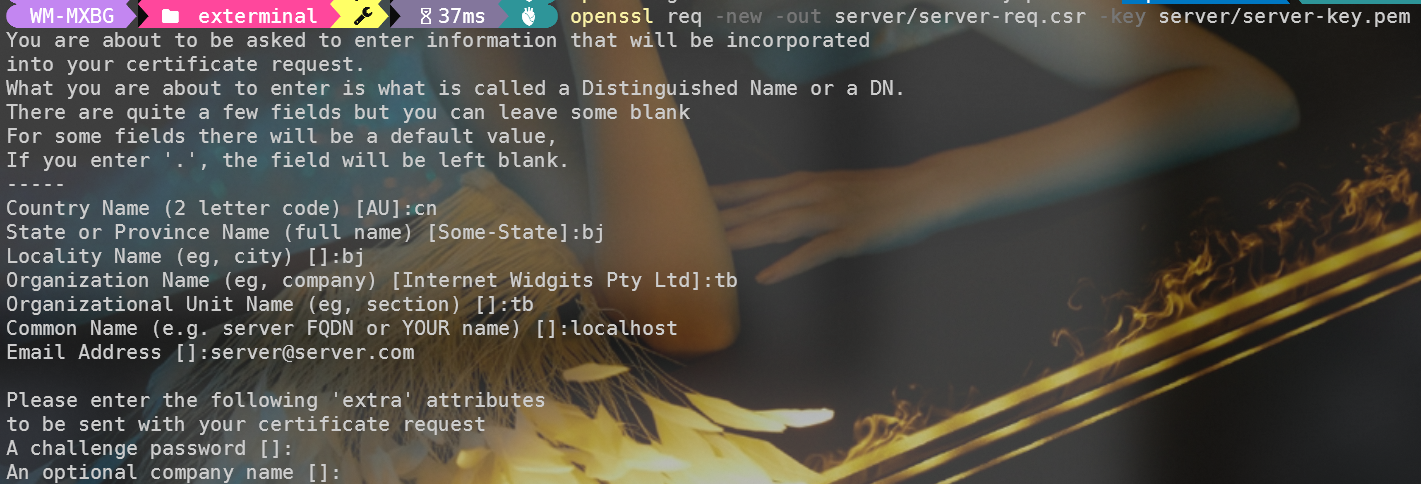 WM-MXBG exterminal 37ms openssl req -new -out server/server-req.csr -key server/server-key.pem
You are about to be asked to enter information that will be incorporated
into your certificate request.
What you are about to enter is what is called a Distinguished Name or a DN.
There are quite a few fields but you can leave some blank
For some fields there will be a default value,
If you enter '.', the field will be left blank.
-----
Country Name (2 letter code) [AU]:cn
State or Province Name (full name) [Some-State]:bj
Locality Name (eg, city) []:bj
Organization Name (eg, company) [Internet Widgits Pty Ltd]:tb
Organizational Unit Name (eg, section) []:tb
Common Name (e.g. server FQDN or YOUR name) []:localhost
Email Address []:server@server.com
Please enter the following 'extra' attributes
to be sent with your certificate request
A challenge password []:
An optional company name []: